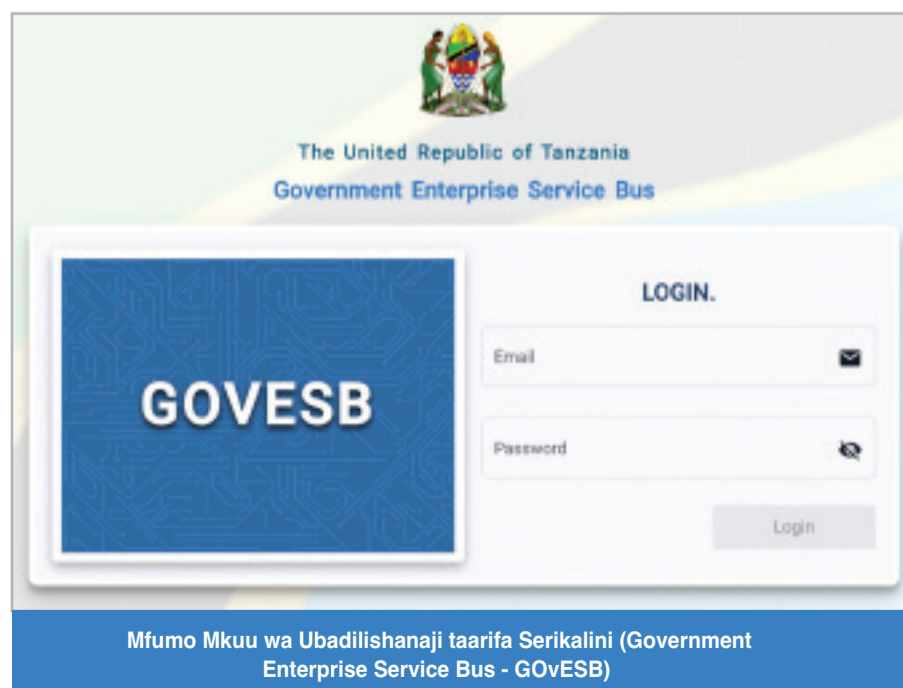 The United Republic of Tanzania
Government Enterprise Service Bus
GOVESB
LOGIN.
Email
Password
Login
Mfumo Mkuu wa Ubadilishanaji taarifa Serikalini (Government
Enterprise Service Bus - GOvESB)